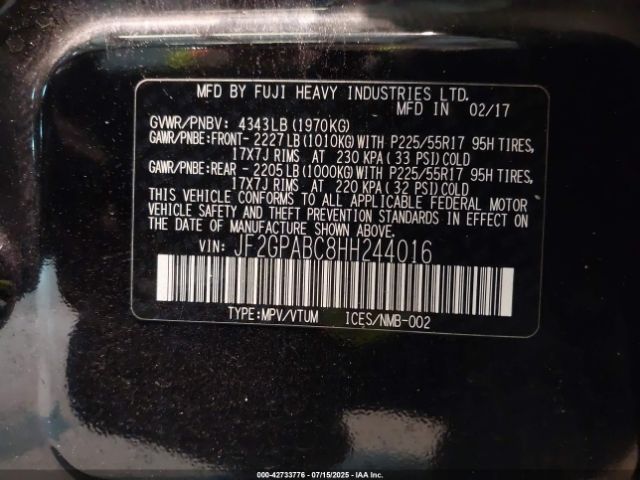 MFD BY FUJI HEAVY INDUSTRIES LTD.
MFD IN 02/17
GVWR/PNBV: 4343LB (1970KG)
GAWR/PNBE:FRONT- 2227LB (1010KG) WITH P225/55R17 95H TIRES,
17X7J RIMS AT 230 KPA (33 PSI) COLD
GAWR/PNBE:REAR - 2205LB (1000KG) WITH P225/55R17 95H TIRES,
17X7J RIMS AT 220 KPA (32 PSI) COLD
THIS VEHICLE CONFORMS TO ALL APPLICABLE FEDERAL MOTOR
VEHICLE SAFETY AND THEFT PREVENTION STANDARDS IN EFFECT ON
THE DATE OF MANUFACTURE SHOWN ABOVE.
VIN: JF2GPABC8HH244016
TYPE:MPV/VTUM ICES/NMB-002
000-42733776 - 07/15/2025 - IAA Inc.